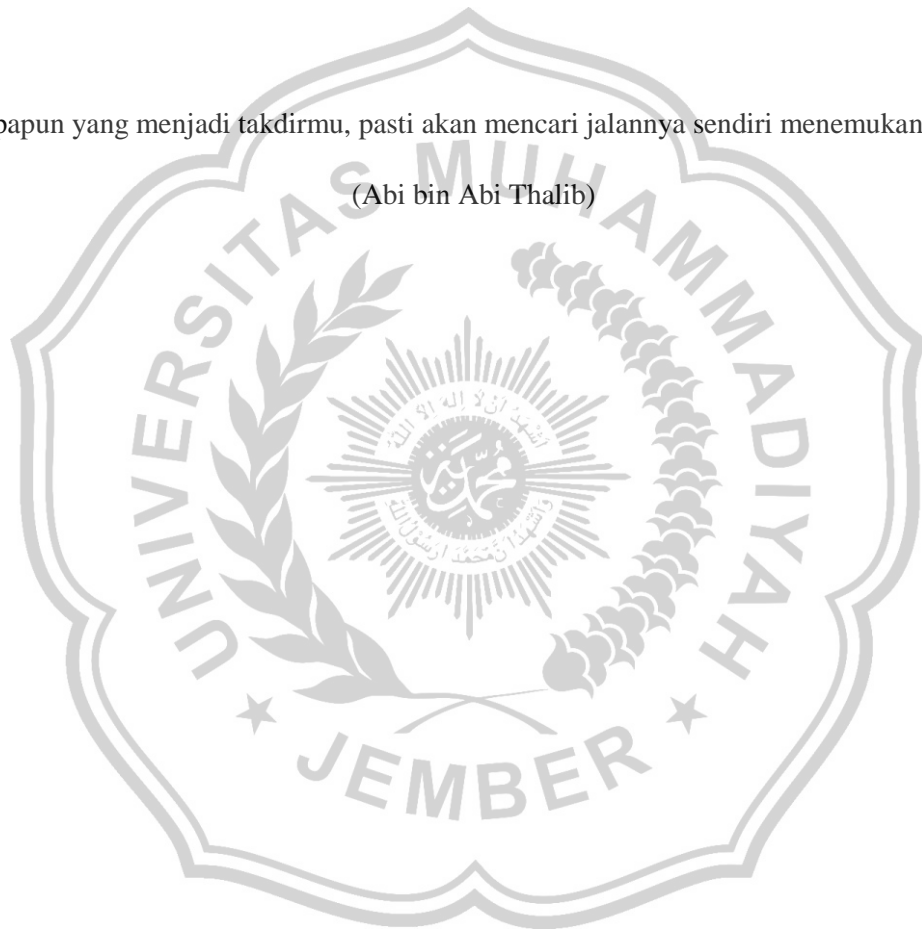 papun yang menjadi takdirmu, pasti akan mencari jalannya sendiri menemukan
(Abi bin Abi Thalib)
UNIVERSITAS MUHAMMADIYAH
JEMBER